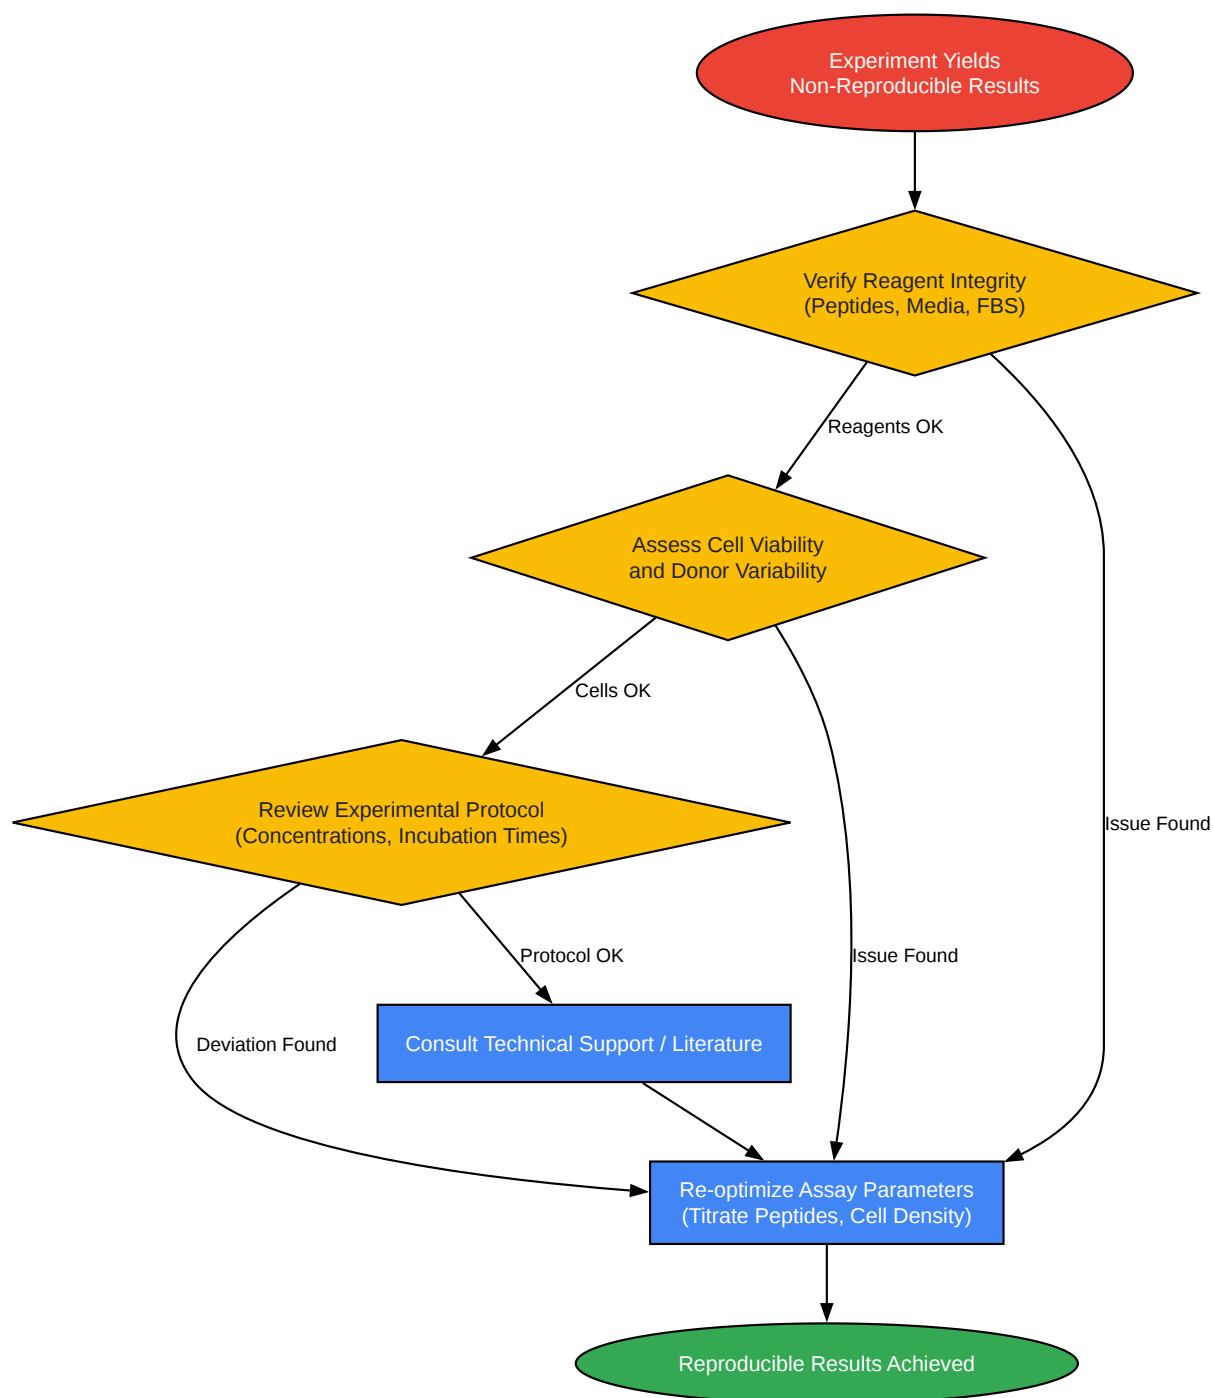 Experiment Yields
Non-Reproducible Results
Verify Reagent Integrity
(Peptides, Media, FBS)
Reagents OK
Assess Cell Viability
and Donor Variability
Cells OK
Review Experimental Protocol
(Concentrations, Incubation Times)
Issue Found
Protocol OK
Issue Found
Deviation Found
Consult Technical Support / Literature
Re-optimize Assay Parameters
(Titrate Peptides, Cell Density)
Reproducible Results Achieved